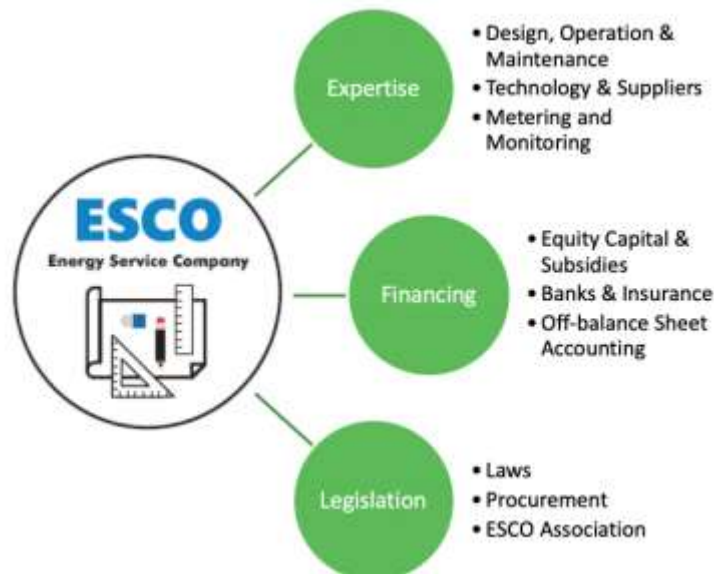 ESCO
Energy Service Company
Expertise
• Design, Operation &
Maintenance
• Technology & Suppliers
• Metering and
Monitoring
Financing
• Equity Capital &
Subsidies
• Banks & Insurance
• Off-balance Sheet
Accounting
Legislation
• Laws
• Procurement
• ESCO Association